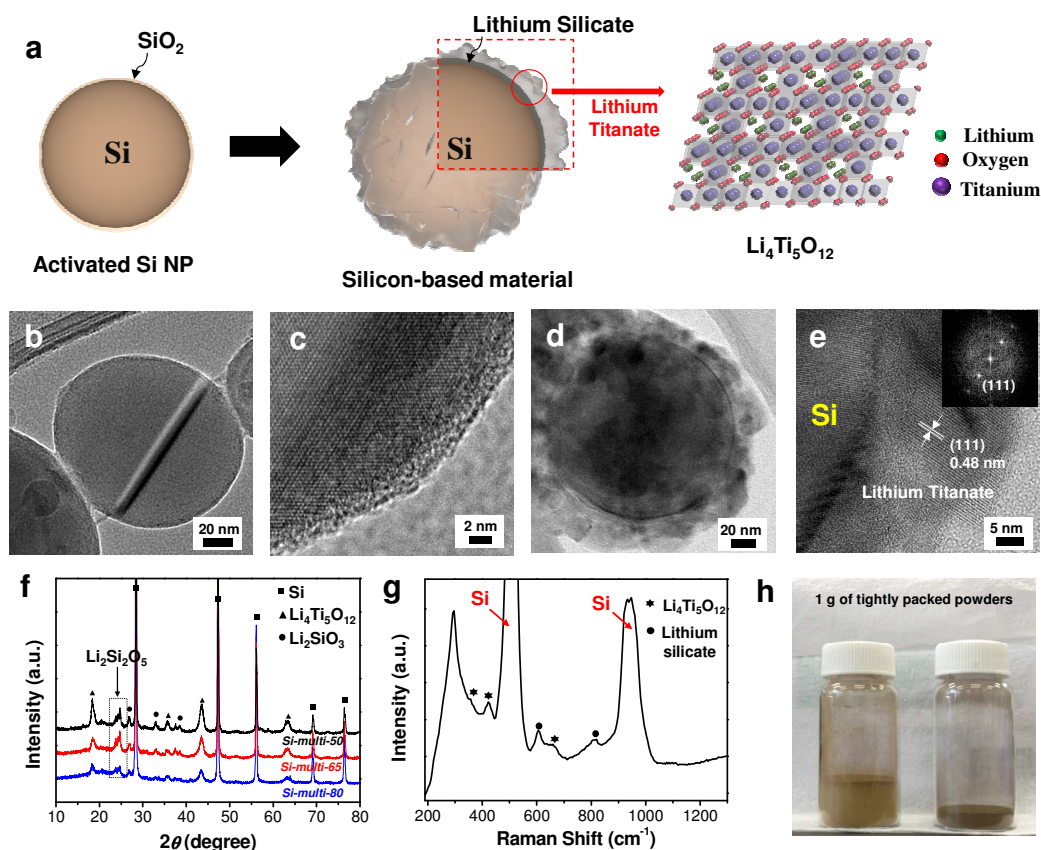 a
SiO2
Si
Activated Si NP
Lithium Silicate
Si
Silicon-based material
Lithium
Titanate
Lithium
Oxygen
Titanium
Li4Ti5O12
b
20 nm
c
2 nm
d
20 nm
e
Si
(111)
(111)
0.48 nm
Lithium Titanate
5 nm
f
Intensity (a.u.)
Si
Li4Ti5O12
Li2SiO3
Li2Si2O5
Si-multi-50
Si-multi-65
Si-multi-80
10 20 30 40 50 60 70 80
2θ (degree)
g
Intensity (a.u.)
Si
Si
Li4Ti5O12
Lithium
silicate
200 400 600 800 1000 1200
Raman Shift (cm-1)
h
1 g of tightly packed powders